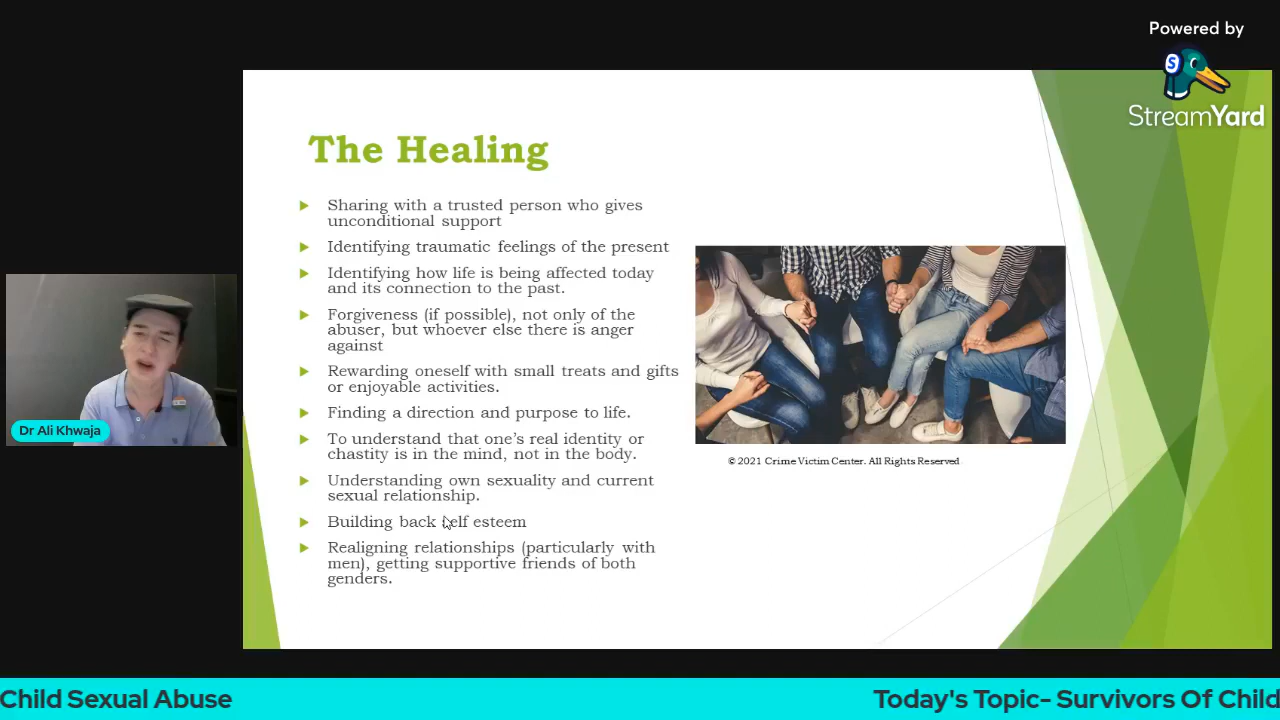 Powered by
StreamYard
The Healing
Sharing with a trusted person who gives
unconditional support
Identifying traumatic feelings of the present
Identifying how life is being affected today
and its connection to the past.
Forgiveness (if possible), not only of the
abuser, but whoever else there is anger
against
Rewarding oneself with small treats and gifts
or enjoyable activities.
Finding a direction and purpose to life.
To understand that one's real identity or
chastity is in the mind, not in the body.
Understanding own sexuality and current
sexual relationship.
Building back self esteem
Realigning relationships (particularly with
men), getting supportive friends of both
genders.
© 2021 Crime Victim Center. All Rights Reserved
Dr Ali Khwaja
Child Sexual Abuse
Today's Topic- Survivors Of Child